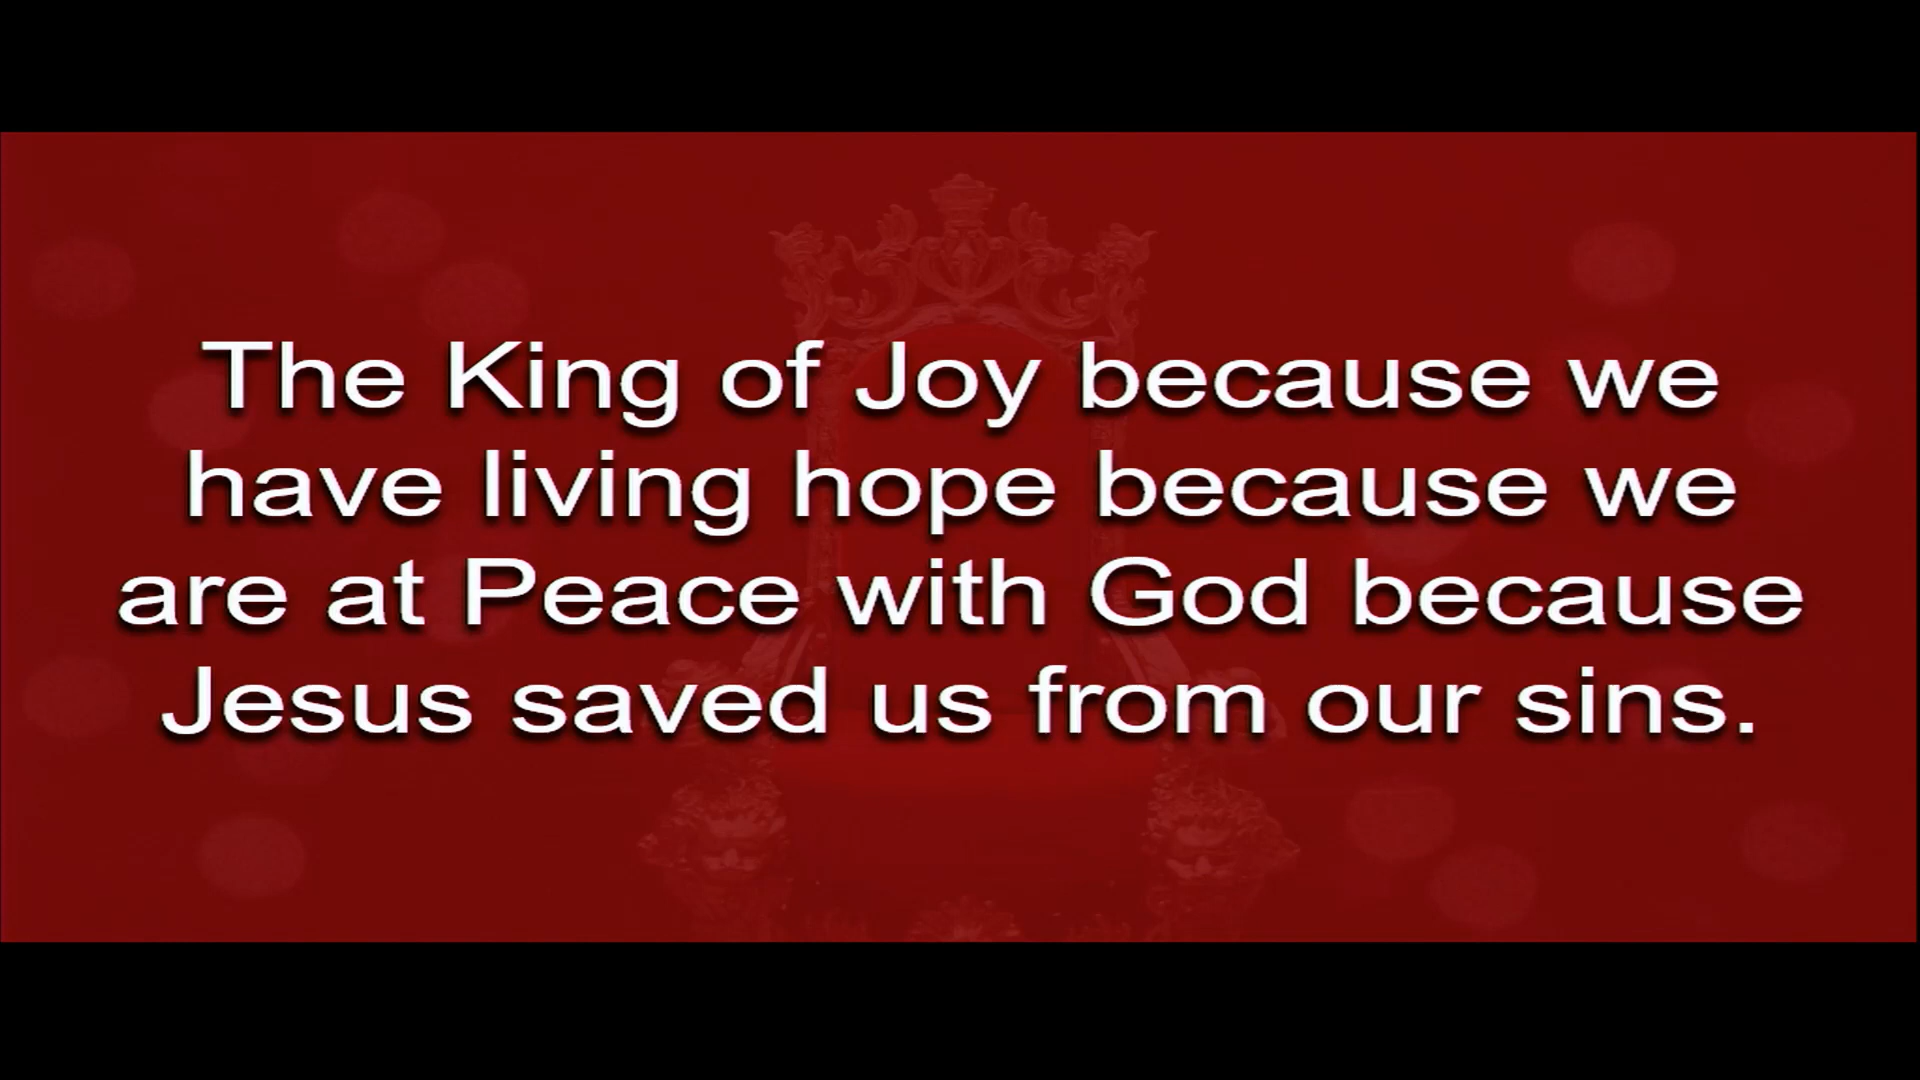 The King of Joy because we
have living hope because we
are at Peace with God because
Jesus saved us from our sins.